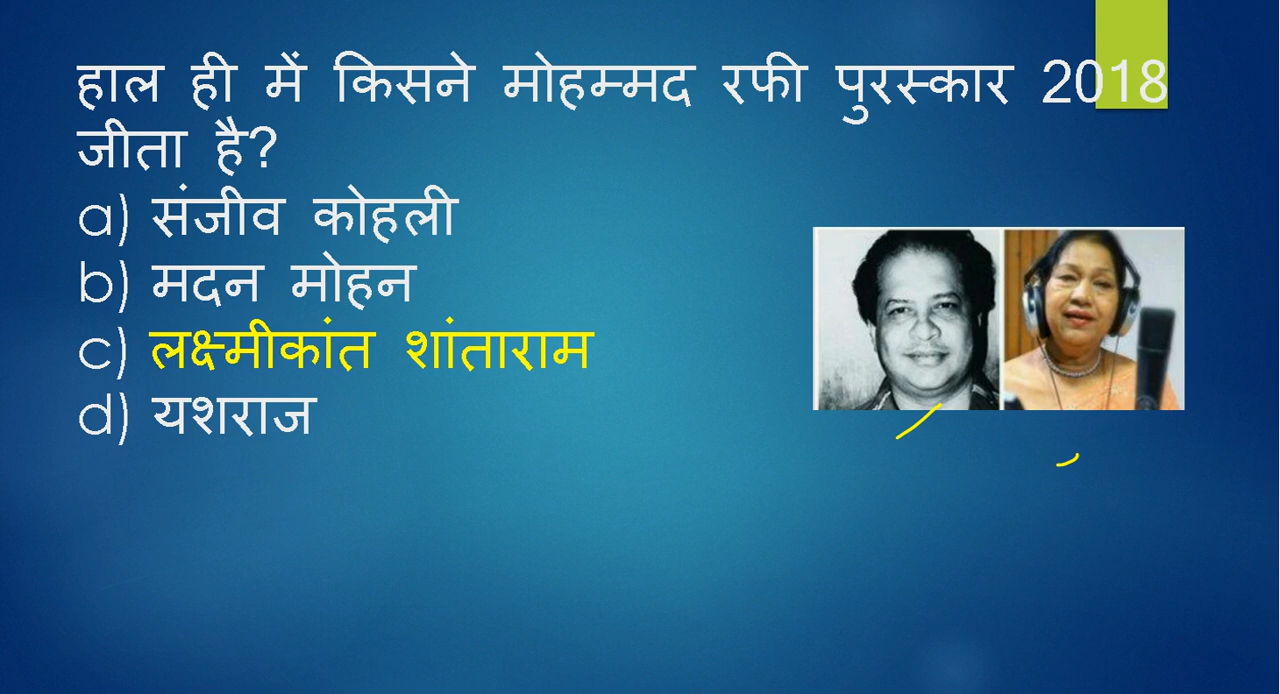 हाल ही में किसने मोहम्मद रफी पुरस्कार 2018
जीता है?
a) संजीव कोहली
b) मदन मोहन
c) लक्ष्मीकांत शांताराम
d) यशराज